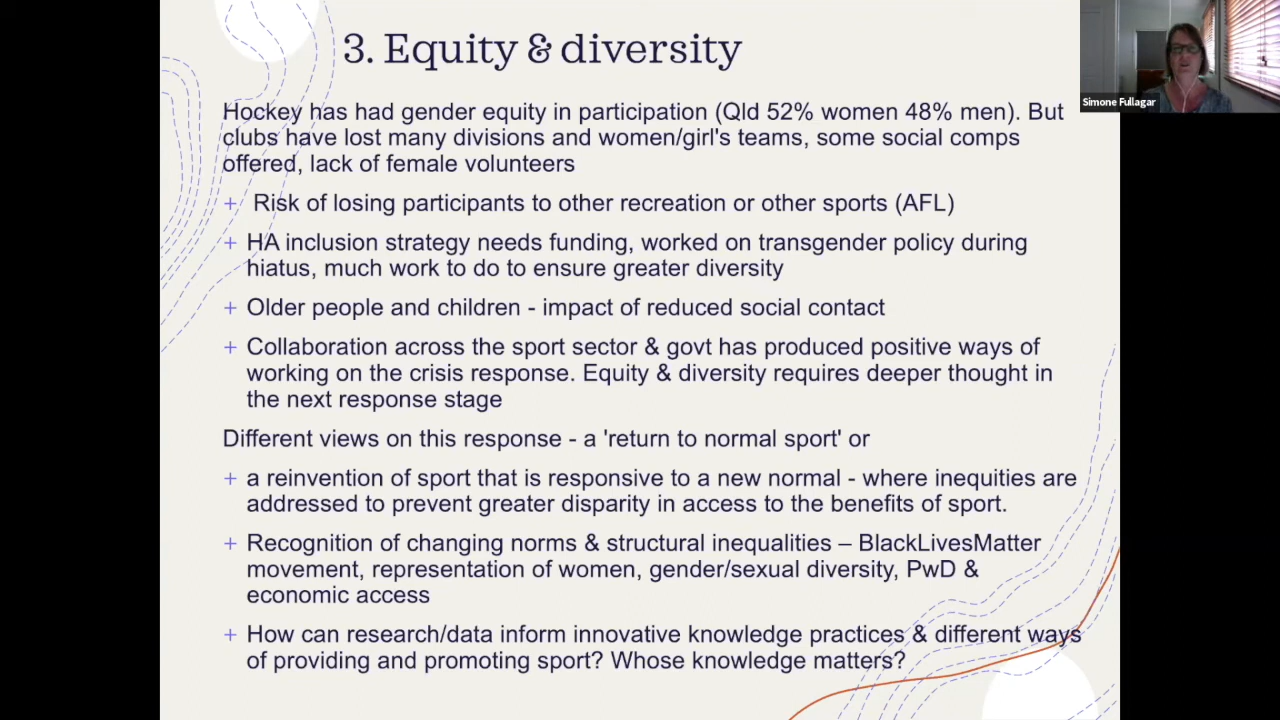 3. Equity & diversity
Simone Fullagar
Hockey has had gender equity in participation (Qld 52% women 48% men). But
clubs have lost many divisions and women/girl's teams, some social comps
offered, lack of female volunteers
+ Risk of losing participants to other recreation or other sports (AFL)
+ HA inclusion strategy needs funding, worked on transgender policy during
hiatus, much work to do to ensure greater diversity
+ Older people and children - impact of reduced social contact
+ Collaboration across the sport sector & govt has produced positive ways of
working on the crisis response. Equity & diversity requires deeper thought in
the next response stage
Different views on this response - a 'return to normal sport' or
+ a reinvention of sport that is responsive to a new normal - where inequities are
addressed to prevent greater disparity in access to the benefits of sport.
+ Recognition of changing norms & structural inequalities – BlackLivesMatter
movement, representation of women, gender/sexual diversity, PwD &
economic access
+ How can research/data inform innovative knowledge practices & different ways
of providing and promoting sport? Whose knowledge matters?